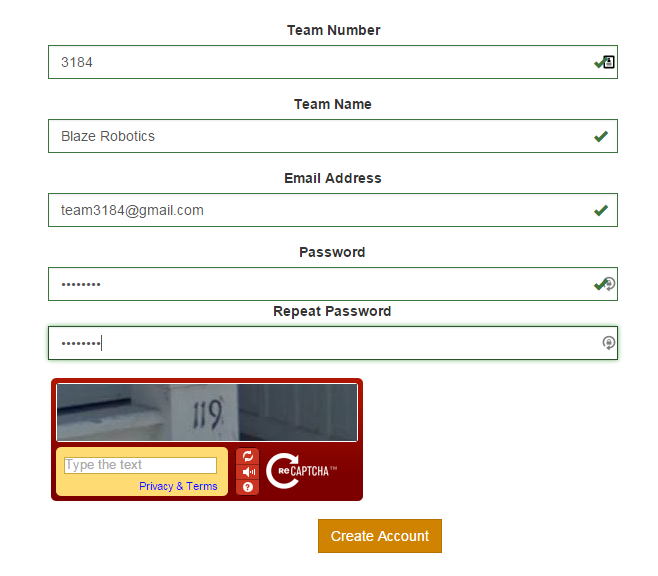 Team Number
3184
Team Name
Blaze Robotics
Email Address
team3184@gmail.com
Password
••••••••
Repeat Password
••••••••
119
Type the text
Privacy & Terms
reCAPTCHA™
Create Account